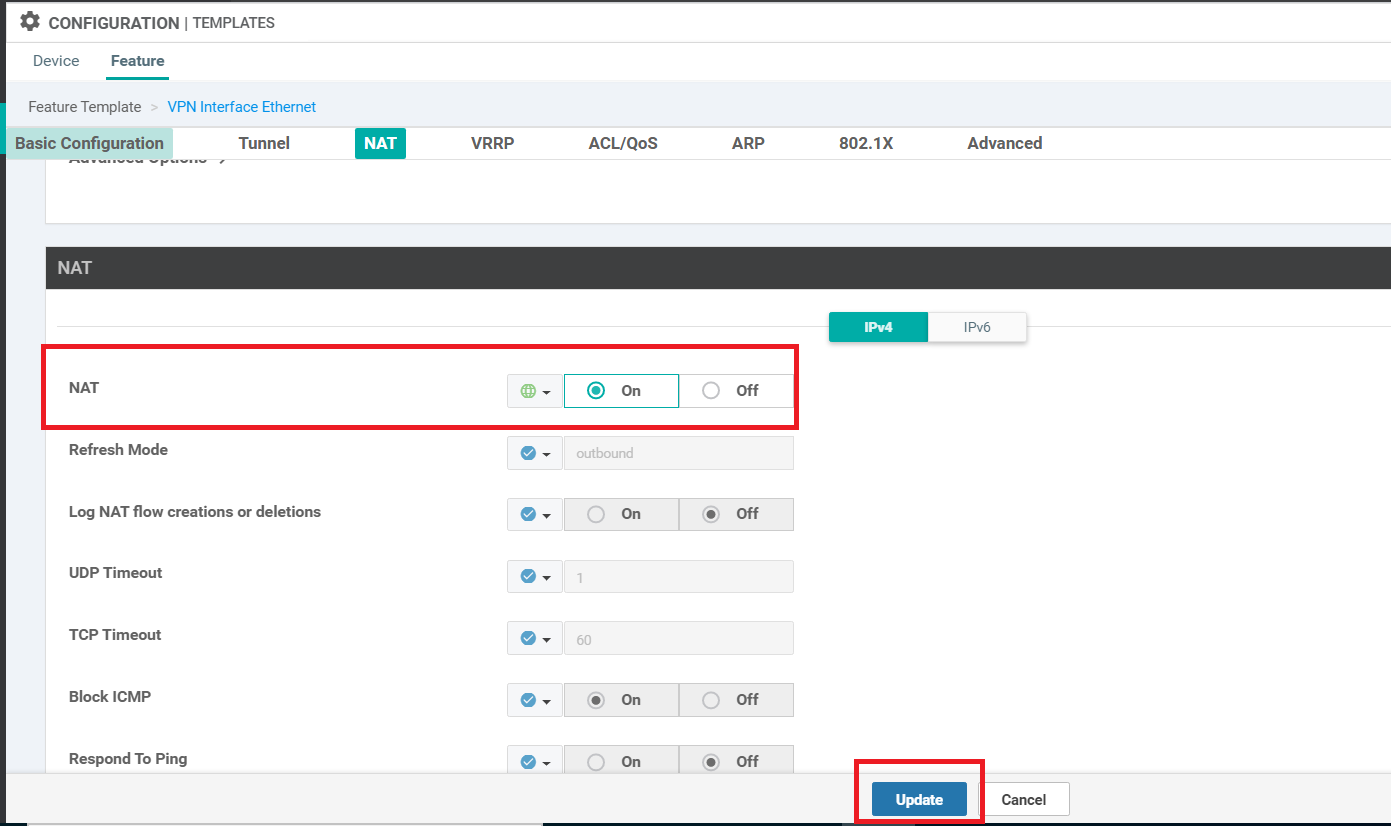 CONFIGURATION | TEMPLATES
Device Feature
Feature Template > VPN Interface Ethernet
Basic Configuration Tunnel NAT VRRP ACL/QoS ARP 802.1X Advanced
Advanced Options >
NAT
IPv4 IPv6
NAT On Off
Refresh Mode outbound
Log NAT flow creations or deletions On Off
UDP Timeout 1
TCP Timeout 60
Block ICMP On Off
Respond To Ping On Off
Update Cancel